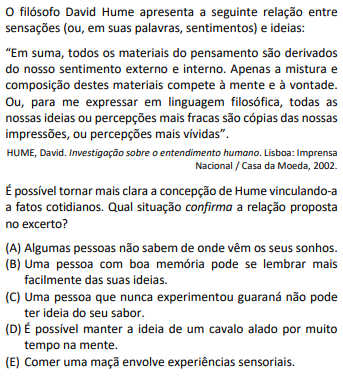 O filósofo David Hume apresenta a seguinte relação entre
sensações (ou, em suas palavras, sentimentos) e ideias:
“Em suma, todos os materiais do pensamento são derivados
do nosso sentimento externo e interno. Apenas a mistura e
composição destes materiais compete à mente e à vontade.
Ou, para me expressar em linguagem filosófica, todas as
nossas ideias ou percepções mais fracas são cópias das nossas
impressões, ou percepções mais vívidas”.
HUME, David. Investigação sobre o entendimento humano. Lisboa: Imprensa
Nacional / Casa da Moeda, 2002.
É possível tornar mais clara a concepção de Hume vinculando-a
a fatos cotidianos. Qual situação confirma a relação proposta
no excerto?
(A) Algumas pessoas não sabem de onde vêm os seus sonhos.
(B) Uma pessoa com boa memória pode se lembrar mais
facilmente das suas ideias.
(C) Uma pessoa que nunca experimentou guaraná não pode
ter ideia do seu sabor.
(D) É possível manter a ideia de um cavalo alado por muito
tempo na mente.
(E) Comer uma maçã envolve experiências sensoriais.